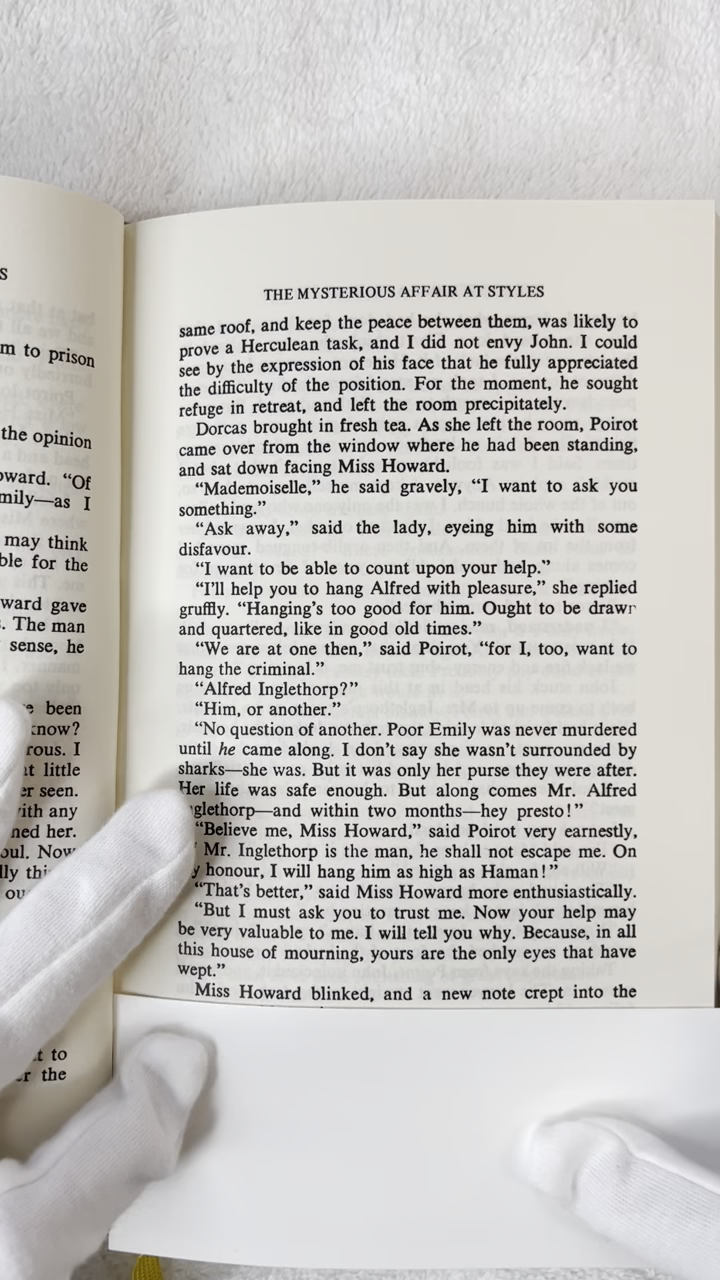 s
m to prison
the opinion
oward. “Of
mily—as I
may think
ble for the
ward gave
. The man
sense, he
e been
know?
rous. I
at little
er seen.
with any
ned her.
oul. Now
lly thi
ou
t to
r the
THE MYSTERIOUS AFFAIR AT STYLES
same roof, and keep the peace between them, was likely to
prove a Herculean task, and I did not envy John. I could
see by the expression of his face that he fully appreciated
the difficulty of the position. For the moment, he sought
refuge in retreat, and left the room precipitately.
Dorcas brought in fresh tea. As she left the room, Poirot
came over from the window where he had been standing,
and sat down facing Miss Howard.
“Mademoiselle,” he said gravely, “I want to ask you
something.”
“Ask away,” said the lady, eyeing him with some
disfavour.
“I want to be able to count upon your help.”
“I’ll help you to hang Alfred with pleasure,” she replied
gruffly. “Hanging’s too good for him. Ought to be drawn
and quartered, like in good old times.”
“We are at one then,” said Poirot, “for I, too, want to
hang the criminal.”
“Alfred Inglethorp?”
“Him, or another.”
“No question of another. Poor Emily was never murdered
until he came along. I don’t say she wasn’t surrounded by
sharks—she was. But it was only her purse they were after.
Her life was safe enough. But along comes Mr. Alfred
glethorp—and within two months—hey presto!”
“Believe me, Miss Howard,” said Poirot very earnestly,
Mr. Inglethorp is the man, he shall not escape me. On
y honour, I will hang him as high as Haman!”
“That’s better,” said Miss Howard more enthusiastically.
“But I must ask you to trust me. Now your help may
be very valuable to me. I will tell you why. Because, in all
this house of mourning, yours are the only eyes that have
wept.”
Miss Howard blinked, and a new note crept into the